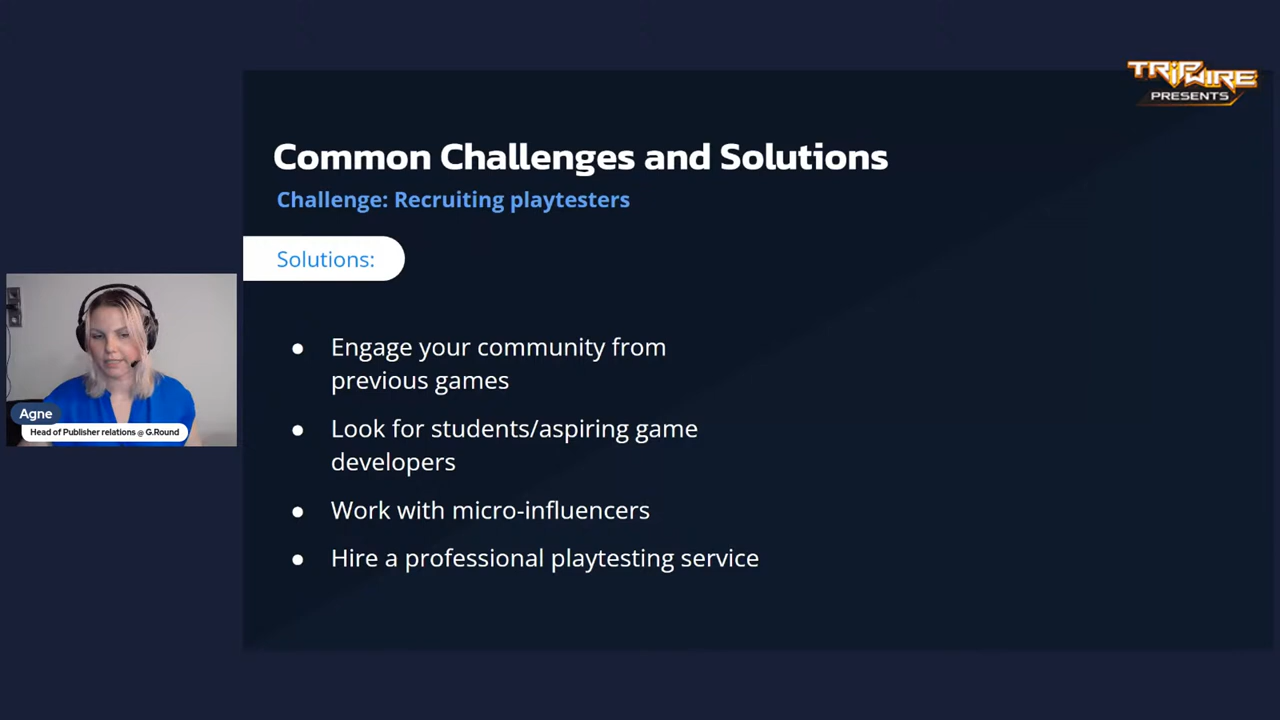 TRIPWIRE
PRESENTS
Common Challenges and Solutions
Challenge: Recruiting playtesters
Solutions:
● Engage your community from
previous games
● Look for students/aspiring game
developers
● Work with micro-influencers
● Hire a professional playtesting service
Agne
Head of Publisher relations @ G.Round